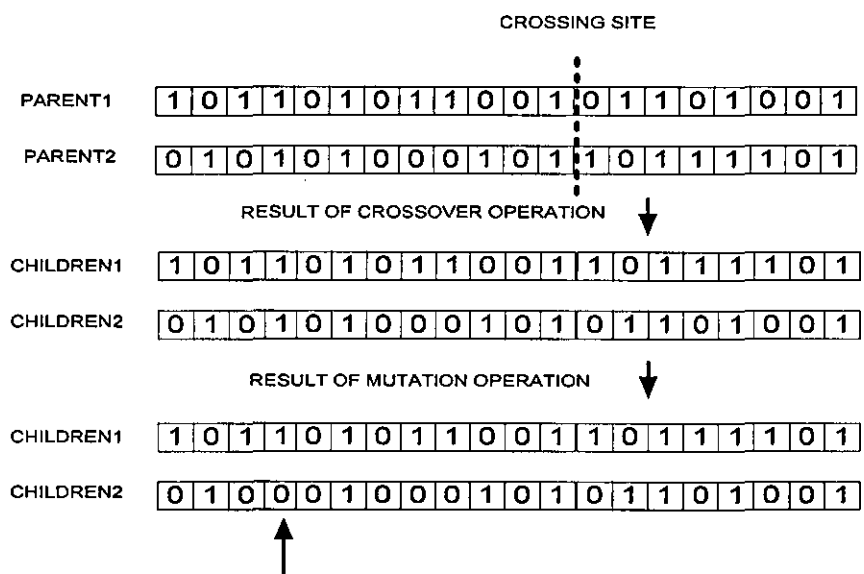 CROSSING SITE
PARENT1 1 0 1 1 0 1 0 1 1 0 0 1 0 1 1 0 1 0 0 1
PARENT2 0 1 0 1 0 1 0 0 0 1 0 1 1 0 1 1 1 1 0 1
RESULT OF CROSSOVER OPERATION
CHILDREN1 1 0 1 1 0 1 0 1 1 0 0 1 1 0 1 1 1 1 0 1
CHILDREN2 0 1 0 1 0 1 0 0 0 1 0 1 0 1 1 0 1 0 0 1
RESULT OF MUTATION OPERATION
CHILDREN1 1 0 1 1 0 1 0 1 1 0 0 1 1 0 1 1 1 1 0 1
CHILDREN2 0 1 0 0 0 1 0 0 0 1 0 1 0 1 1 0 1 0 0 1